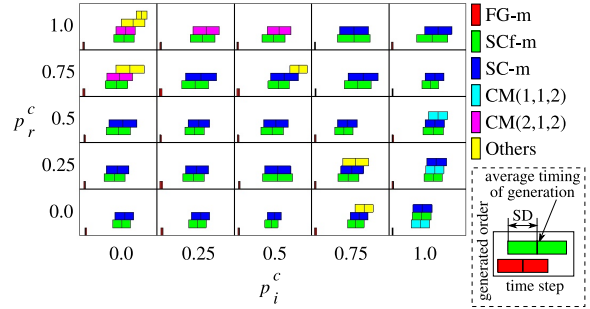 1.0
0.75
0.5
0.25
0.0
p_r^c
0.0 0.25 0.5 0.75 1.0
p_i^c
FG-m
SCf-m
SC-m
CM(1,1,2)
CM(2,1,2)
Others
average timing
of generation
SD
generated order
time step